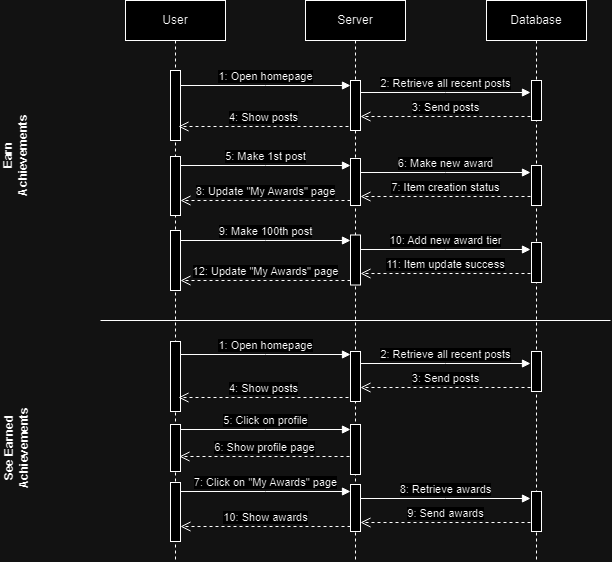 User
Server
Database
Earn
Achievements
1: Open homepage
2: Retrieve all recent posts
3: Send posts
4: Show posts
5: Make 1st post
6: Make new award
7: Item creation status
8: Update "My Awards" page
9: Make 100th post
10: Add new award tier
11: Item update success
12: Update "My Awards" page
See Earned
Achievements
1: Open homepage
2: Retrieve all recent posts
3: Send posts
4: Show posts
5: Click on profile
6: Show profile page
7: Click on "My Awards" page
8: Retrieve awards
9: Send awards
10: Show awards